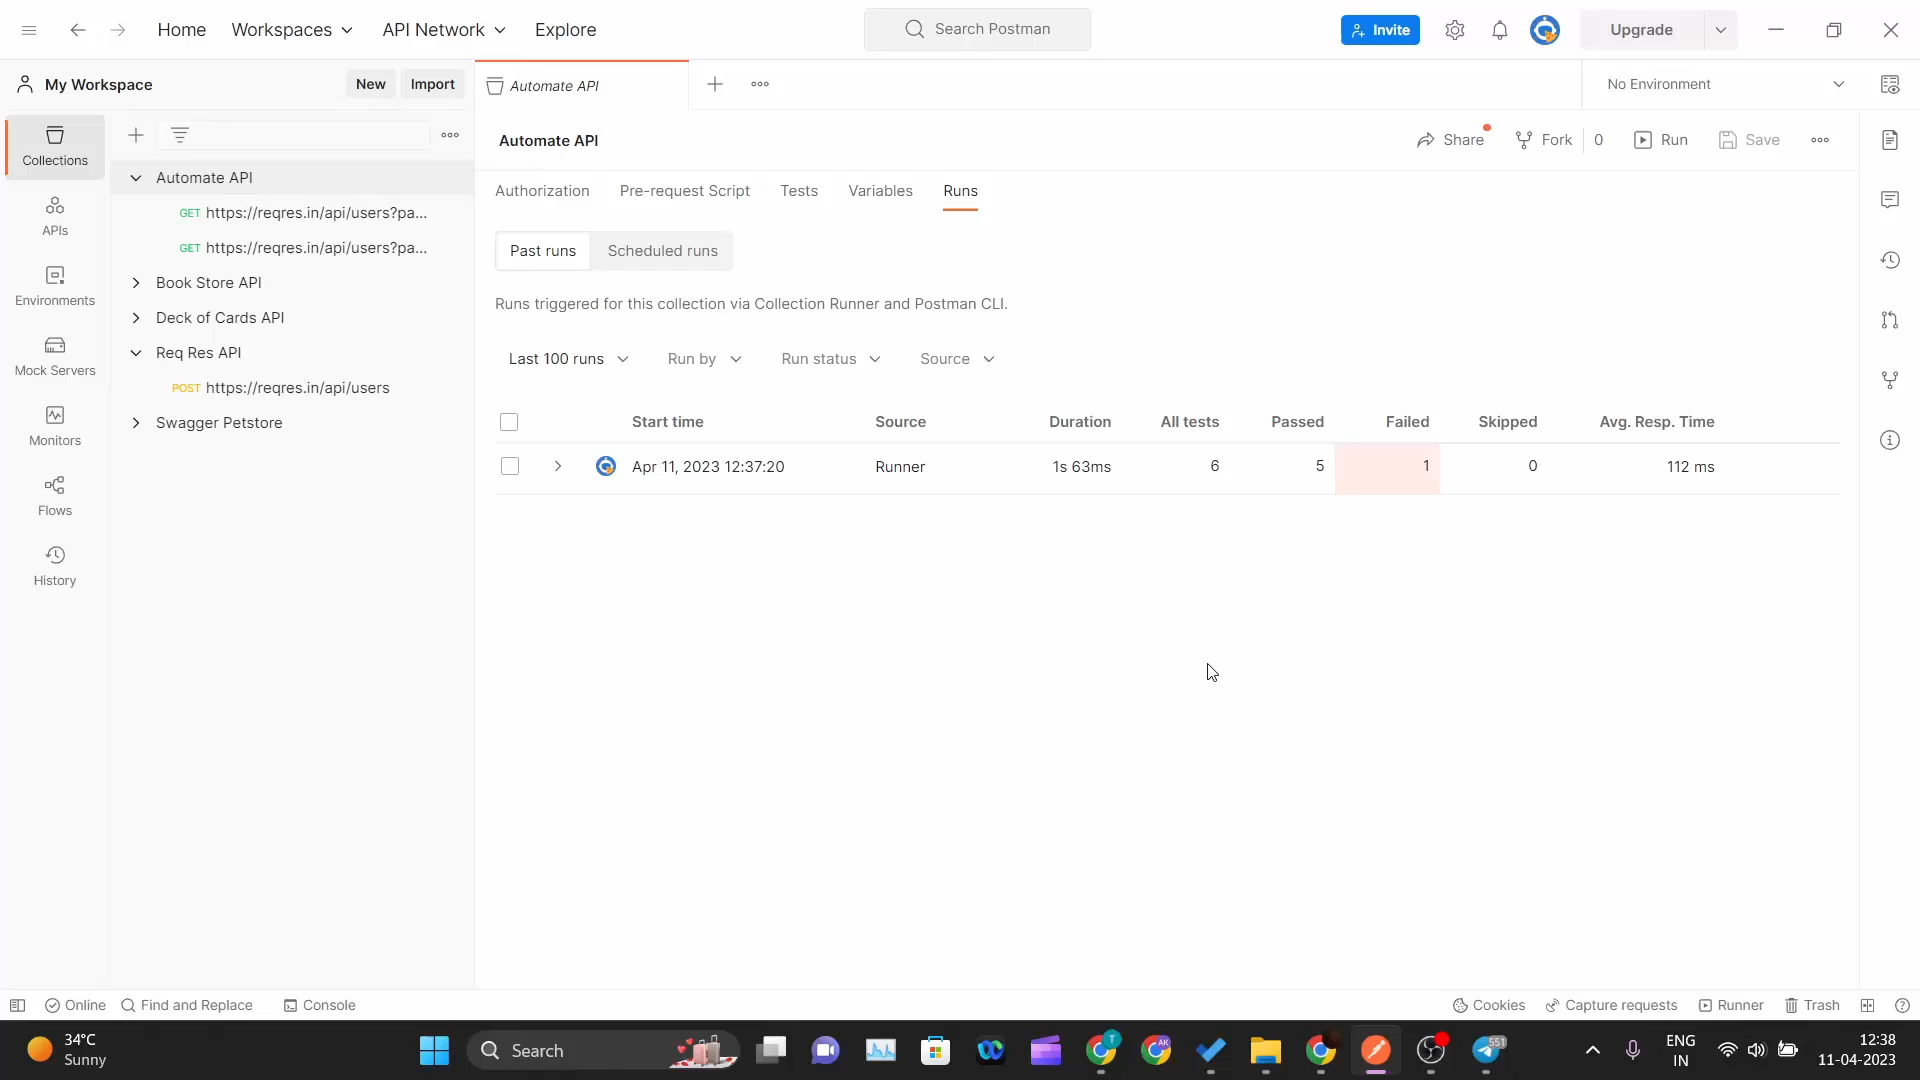 Home Workspaces API Network Explore Search Postman Invite Upgrade
My Workspace New Import Automate API No Environment
Automate API Share Fork 0 Run Save
Collections
APIs
Environments
Mock Servers
Monitors
Flows
History
Automate API
GET https://reqres.in/api/users?pa...
GET https://reqres.in/api/users?pa...
Book Store API
Deck of Cards API
Req Res API
POST https://reqres.in/api/users
Swagger Petstore
Authorization Pre-request Script Tests Variables Runs
Past runs Scheduled runs
Runs triggered for this collection via Collection Runner and Postman CLI.
Last 100 runs Run by Run status Source
Start time Source Duration All tests Passed Failed Skipped Avg. Resp. Time
Apr 11, 2023 12:37:20 Runner 1s 63ms 6 5 1 0 112 ms
Online Find and Replace Console Cookies Capture requests Runner Trash
34°C
Sunny
Search
T
AK
551
ENG
IN
12:38
11-04-2023